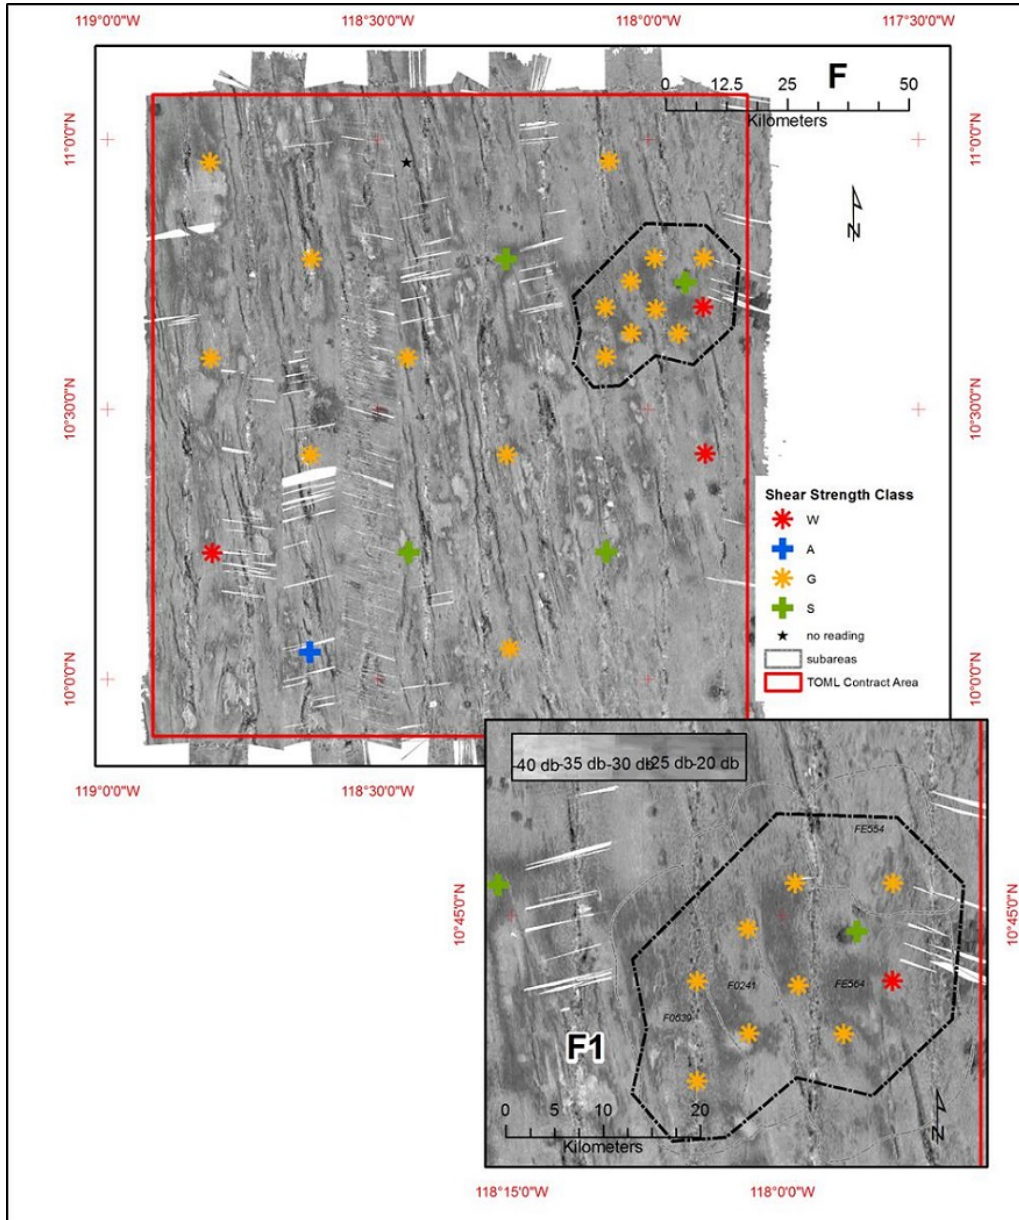 119°0'0"W 118°30'0"W 118°0'0"W 117°30'0"W
F
0 12.5 25 50
Kilometers
11°0'0"N 11°0'0"N
N
10°30'0"N 10°30'0"N
Shear Strength Class
W
A
G
S
no reading
subareas
TOML Contract Area
10°0'0"N 10°0'0"N
-40 db -35 db -30 db -25 db -20 db
119°0'0"W 118°30'0"W
FE554
10°45'0"N 10°45'0"N
F0241 FE564
F0639
F1
0 5 10 20
Kilometers
N
118°15'0"W 118°0'0"W